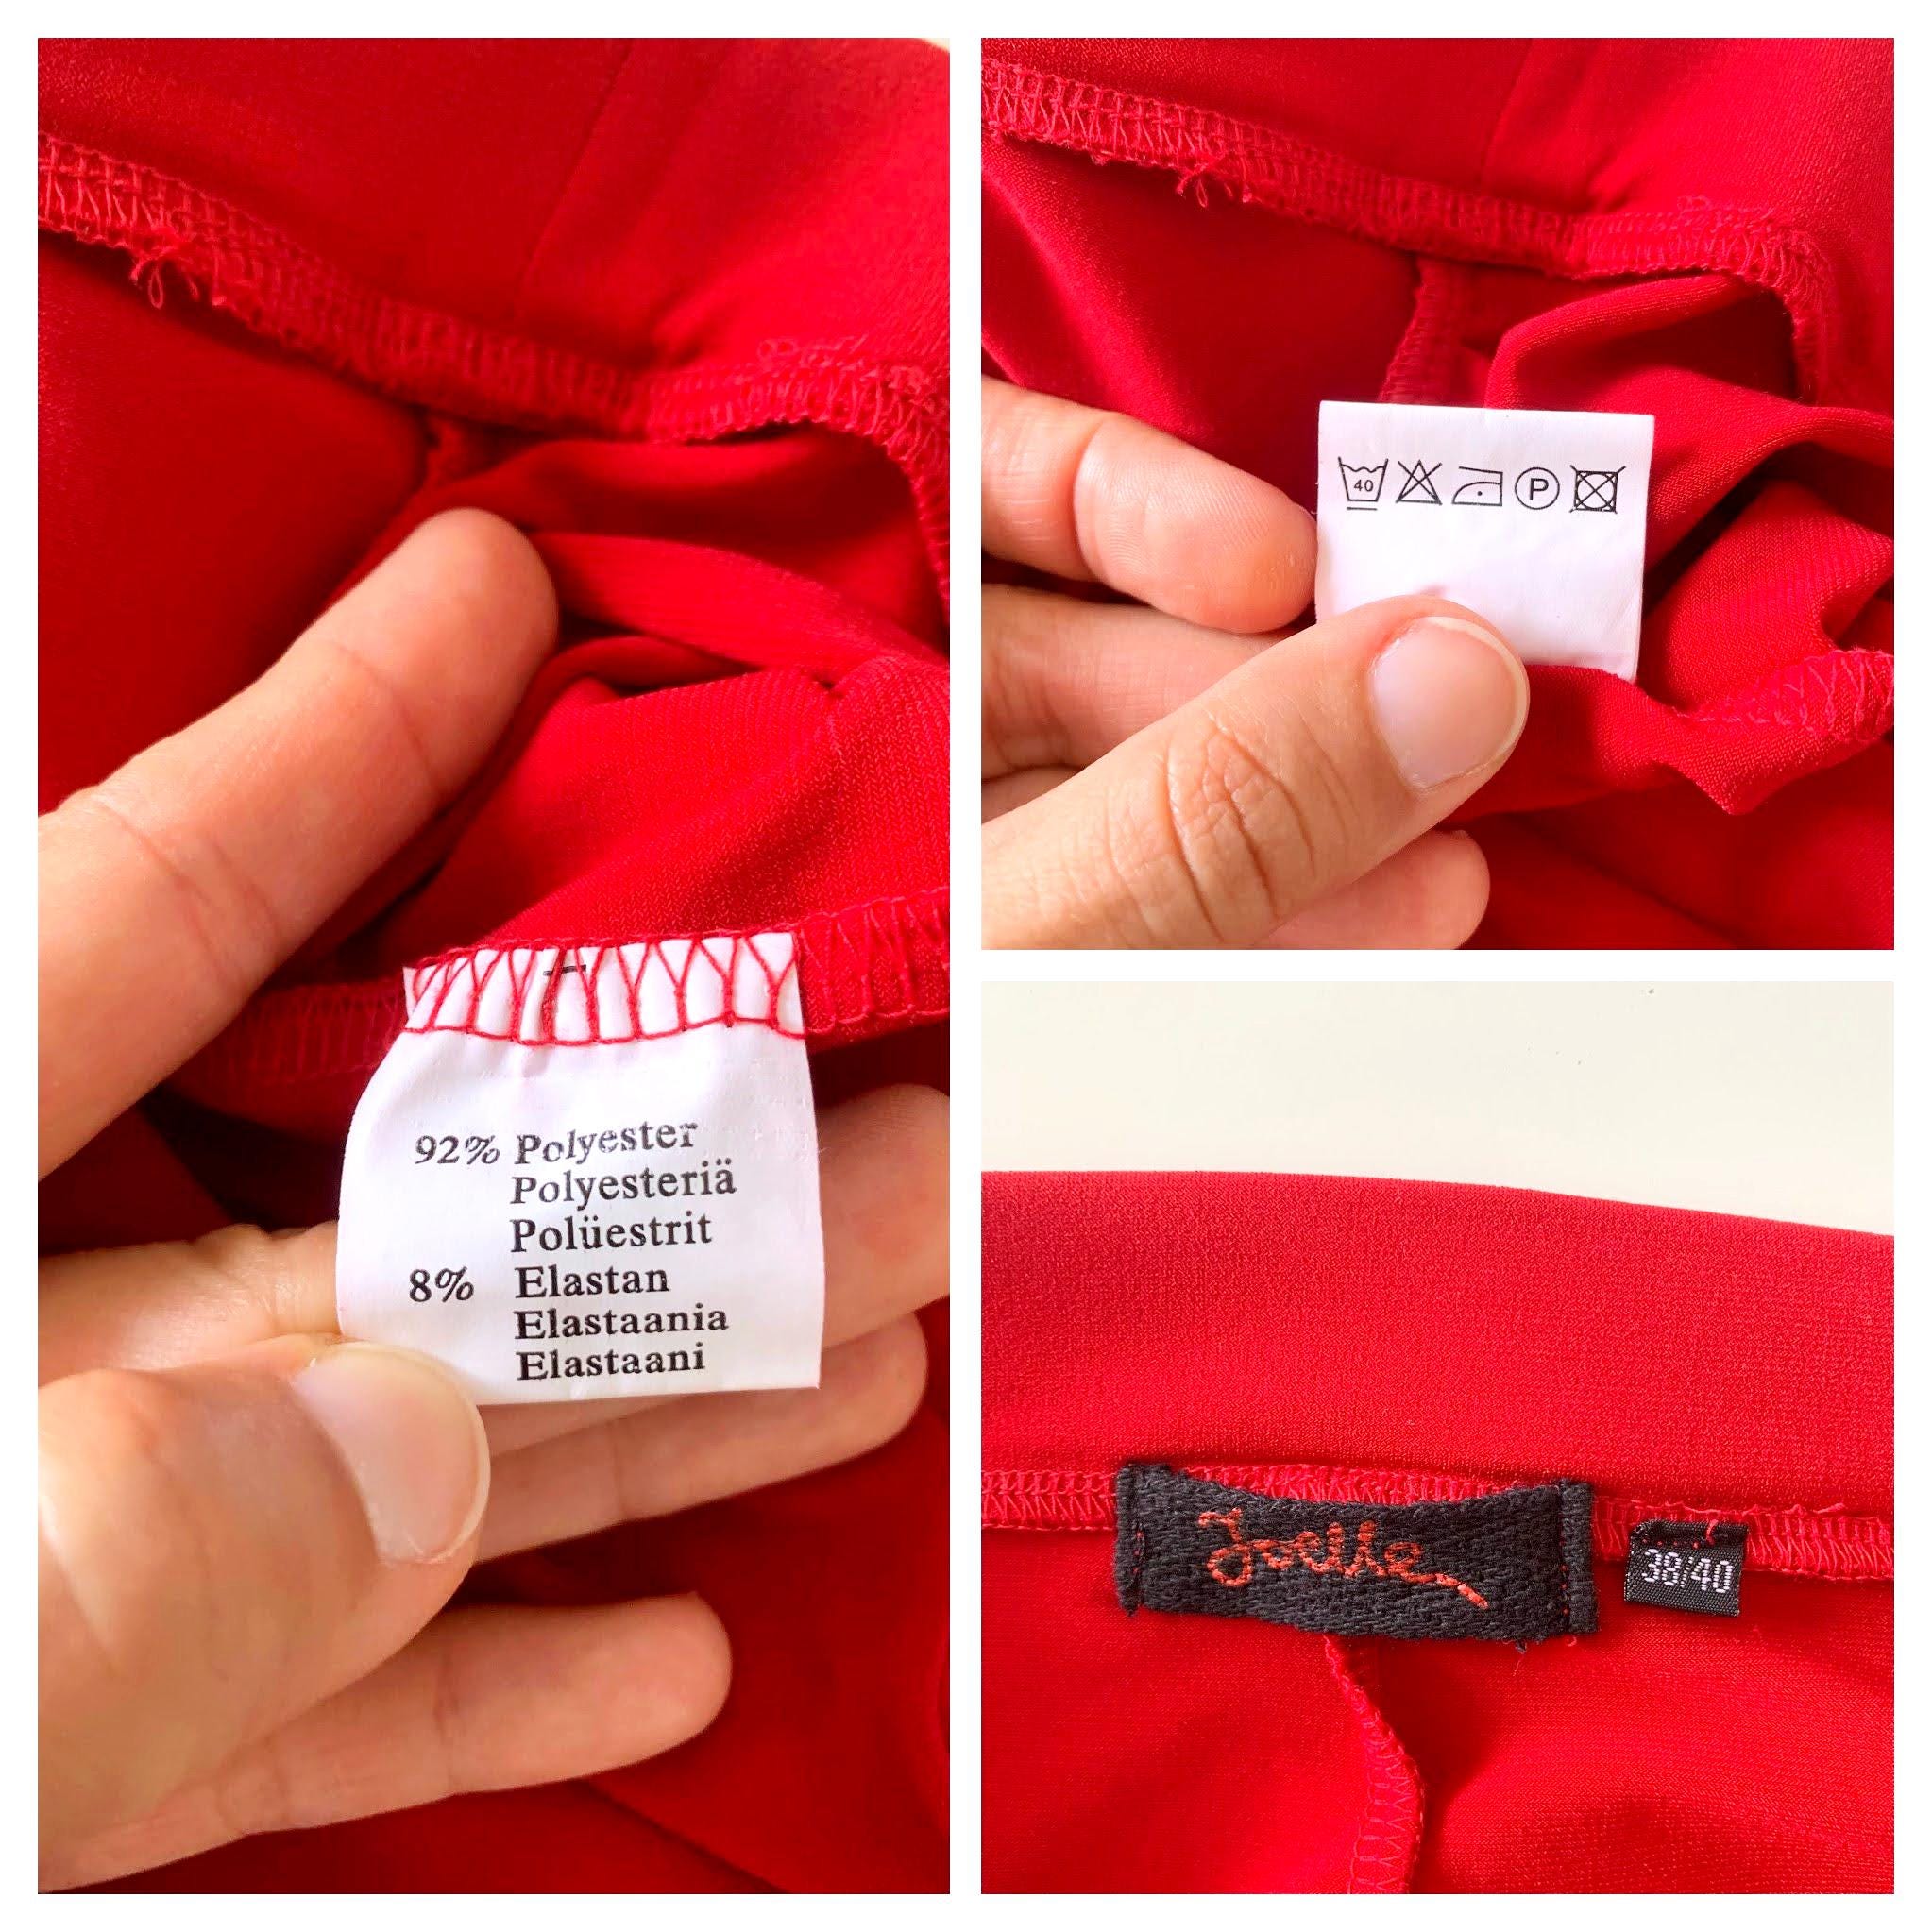 92% Polyester
Polyesteriä
Polüestrit
8% Elastan
Elastaania
Elastaani
40 P
Joelle
38/40